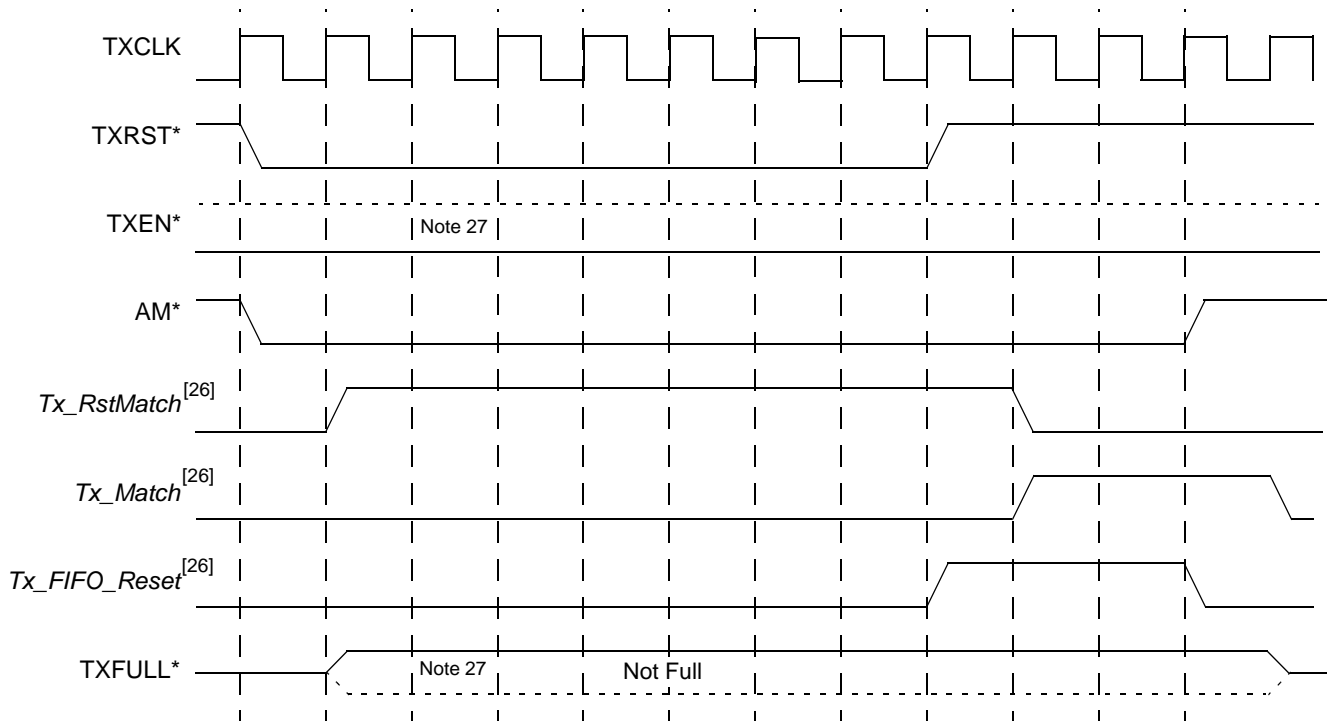 TXCLK
TXRST*
TXEN*
Note 27
AM*
Tx_RstMatch[26]
Tx_Match[26]
Tx_FIFO_Reset[26]
TXFULL*
Note 27
Not Full